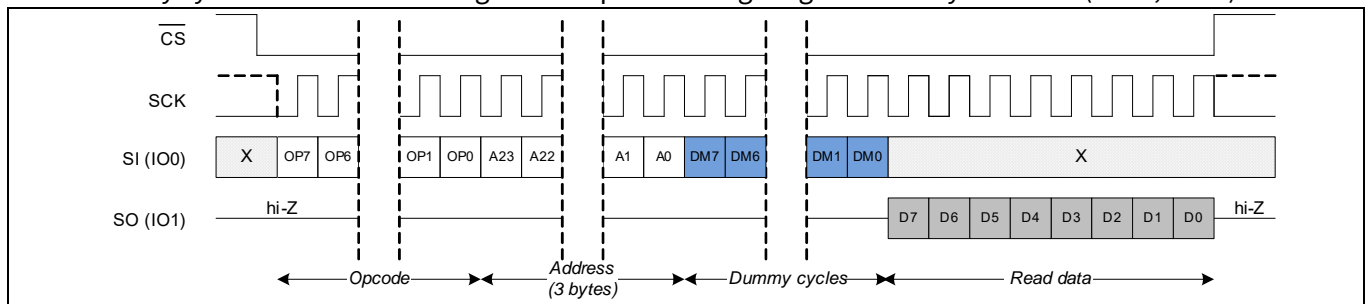 CS
SCK
SI (IO0) X OP7 OP6 OP1 OP0 A23 A22 A1 A0 DM7 DM6 DM1 DM0 X
hi-Z hi-Z
SO (IO1) D7 D6 D5 D4 D3 D2 D1 D0
Opcode Address (3 bytes) Dummy cycles Read data